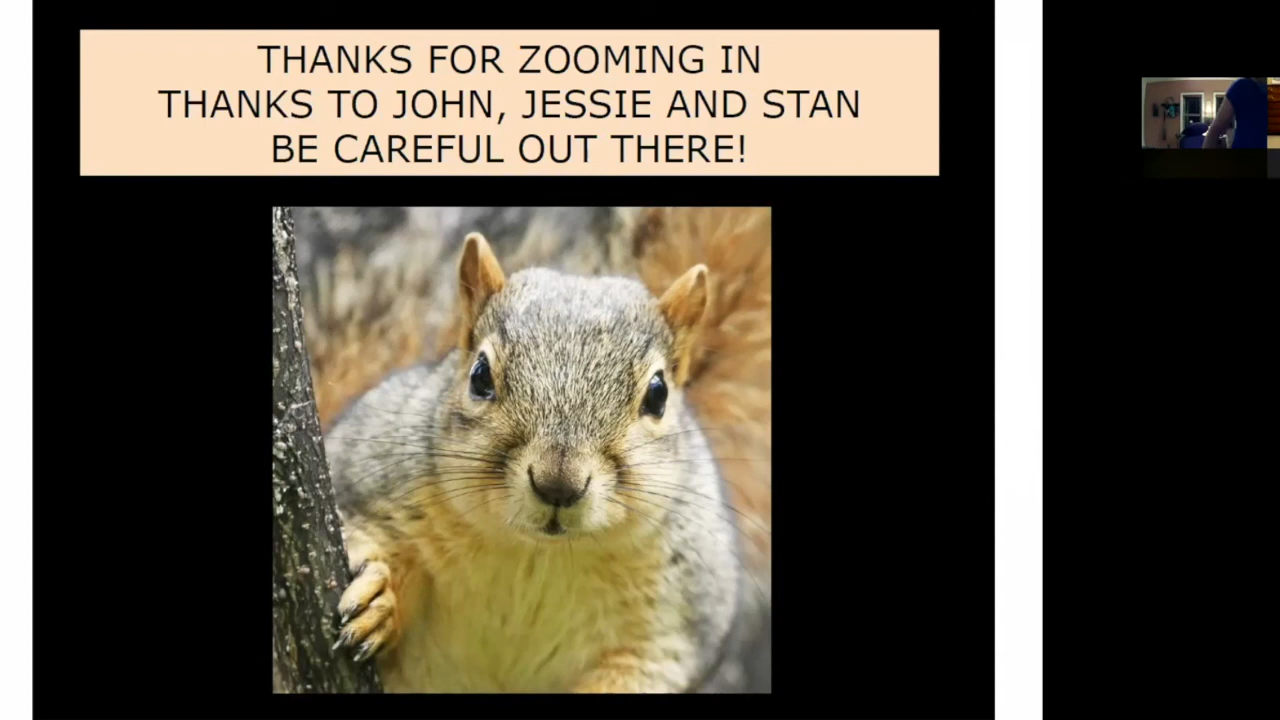 THANKS FOR ZOOMING IN
THANKS TO JOHN, JESSIE AND STAN
BE CAREFUL OUT THERE!